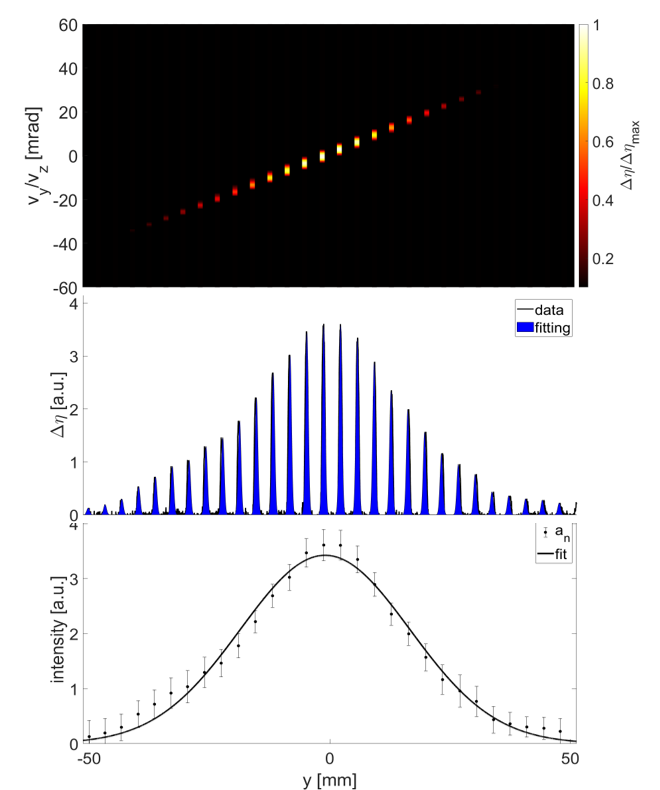 60
40
20
0
-20
-40
-60
v_y/v_z [mrad]
1
0.8
0.6
0.4
0.2
Δη/Δη_max
4
3
2
1
0
Δη [a.u.]
data
fitting
4
3
2
1
0
intensity [a.u.]
a_n
fit
-50 0 50
y [mm]